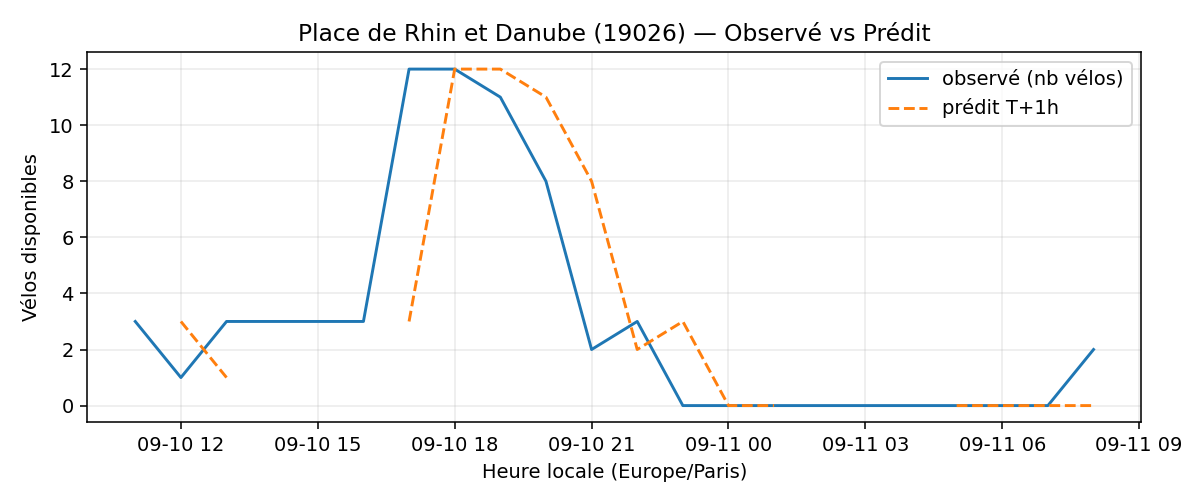 Place de Rhin et Danube (19026) — Observé vs Prédit
observé (nb vélos)
prédit T+1h
Vélos disponibles
12
10
8
6
4
2
0
09-10 12 09-10 15 09-10 18 09-10 21 09-11 00 09-11 03 09-11 06 09-11 09
Heure locale (Europe/Paris)